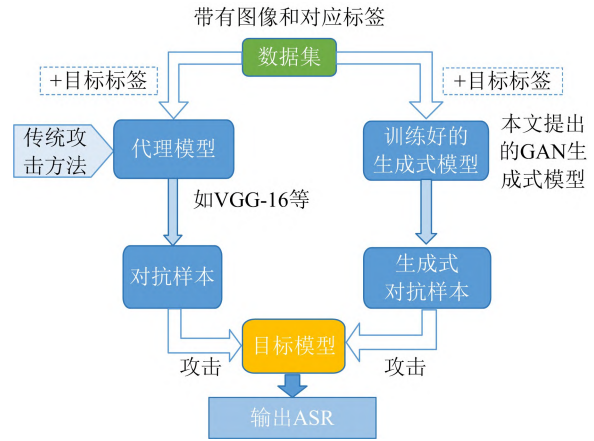 带有图像和对应标签
数据集
+目标标签
+目标标签
传统攻
击方法
代理模型
训练好的
生成式模型
本文提出
的GAN生
成式模型
如VGG-16等
对抗样本
生成式
对抗样本
目标模型
攻击
攻击
输出ASR